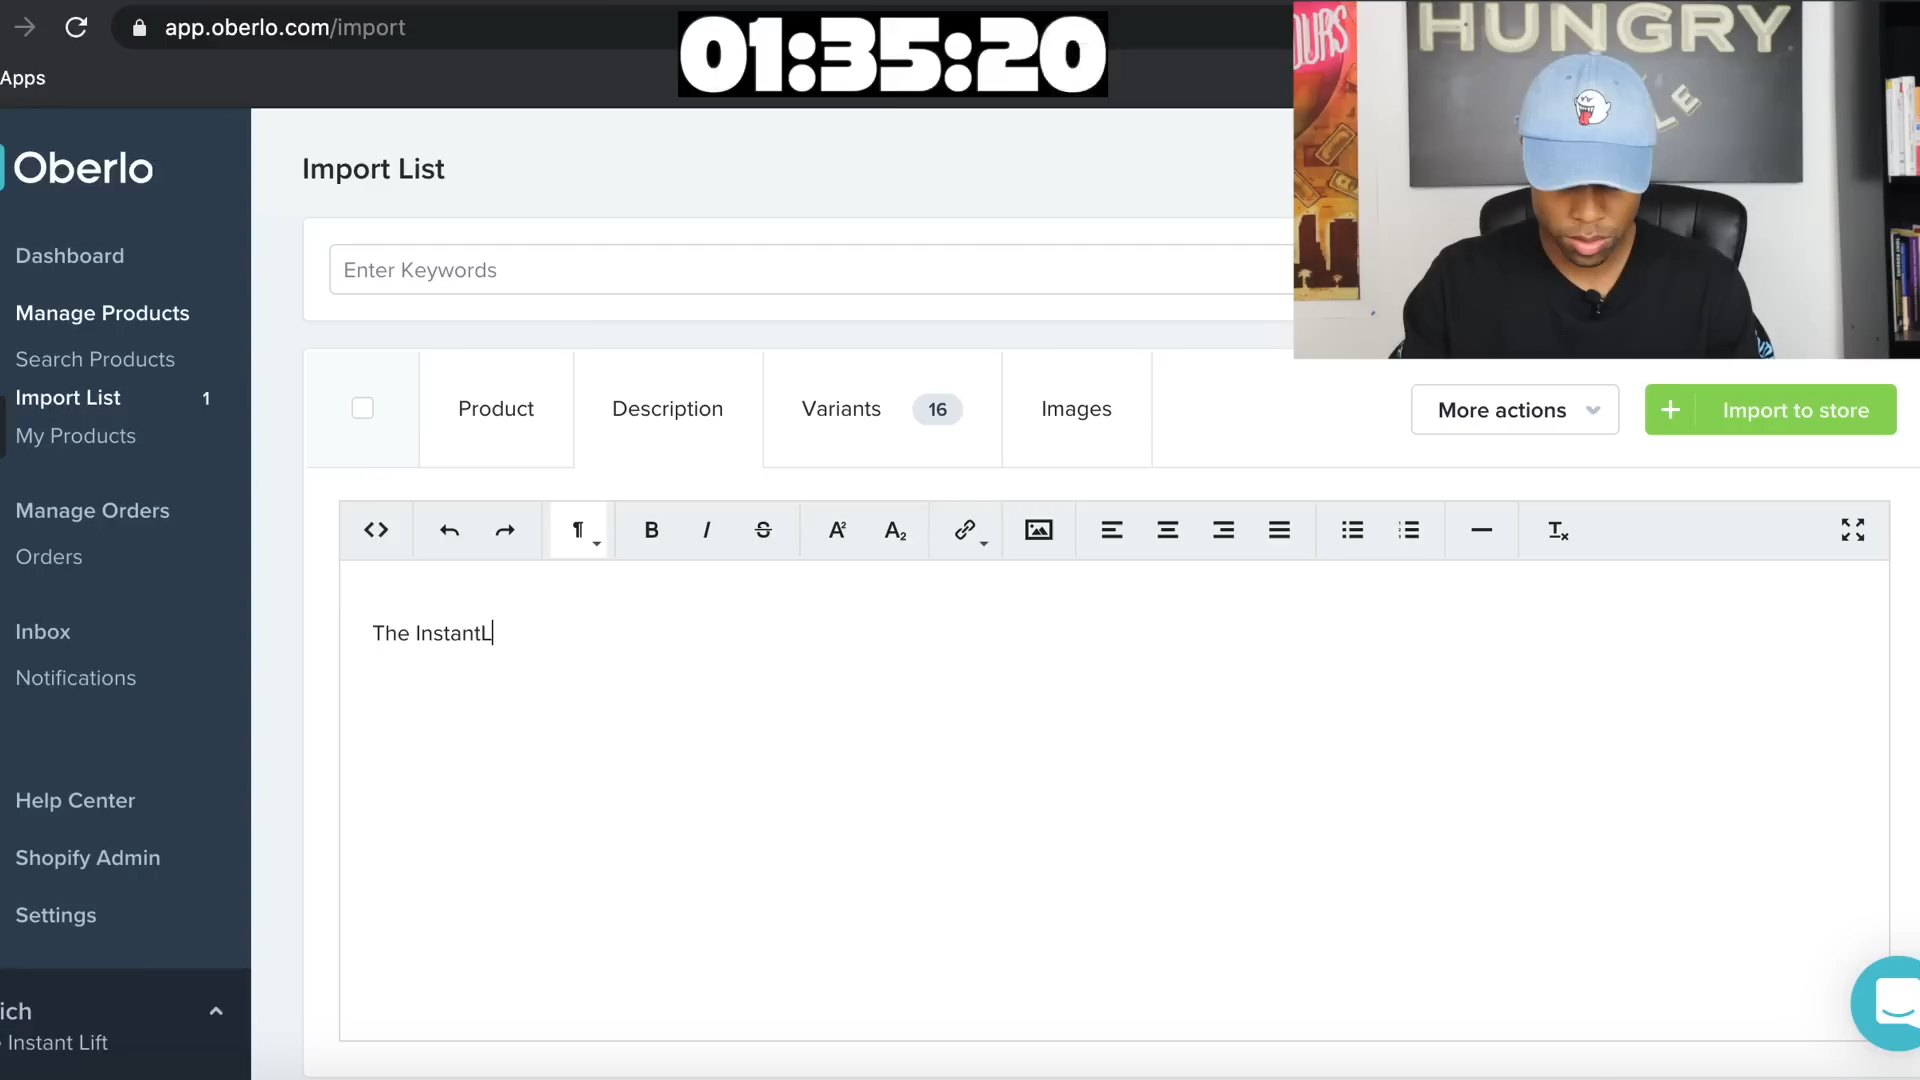 app.oberlo.com/import
01:35:20
HUNGRY
Apps
Oberlo
Import List
Dashboard
Enter Keywords
Manage Products
Search Products
Import List 1
My Products
Product
Description
Variants 16
Images
More actions
+ Import to store
Manage Orders
Orders
The InstantL
Inbox
Notifications
Help Center
Shopify Admin
Settings
ich
Instant Lift